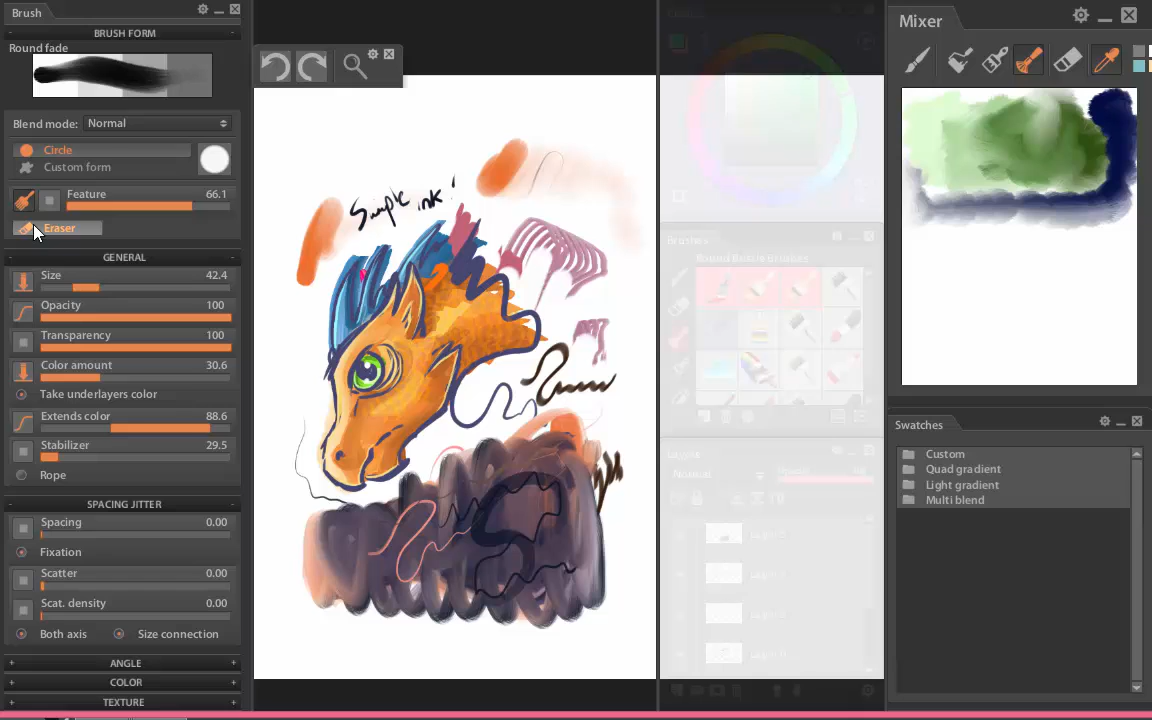 Brush
BRUSH FORM
Round fade
Blend mode: Normal
Circle
Custom form
Feature 66.1
Eraser
GENERAL
Size 42.4
Opacity 100
Transparency 100
Color amount 30.6
Take underlayers color
Extends color 88.6
Stabilizer 29.5
Rope
SPACING JITTER
Spacing 0.00
Fixation
Scatter 0.00
Scat. density 0.00
Both axis Size connection
ANGLE
COLOR
TEXTURE
Simple ink!
Brushes
Layers
Normal
Mixer
Swatches
Custom
Quad gradient
Light gradient
Multi blend